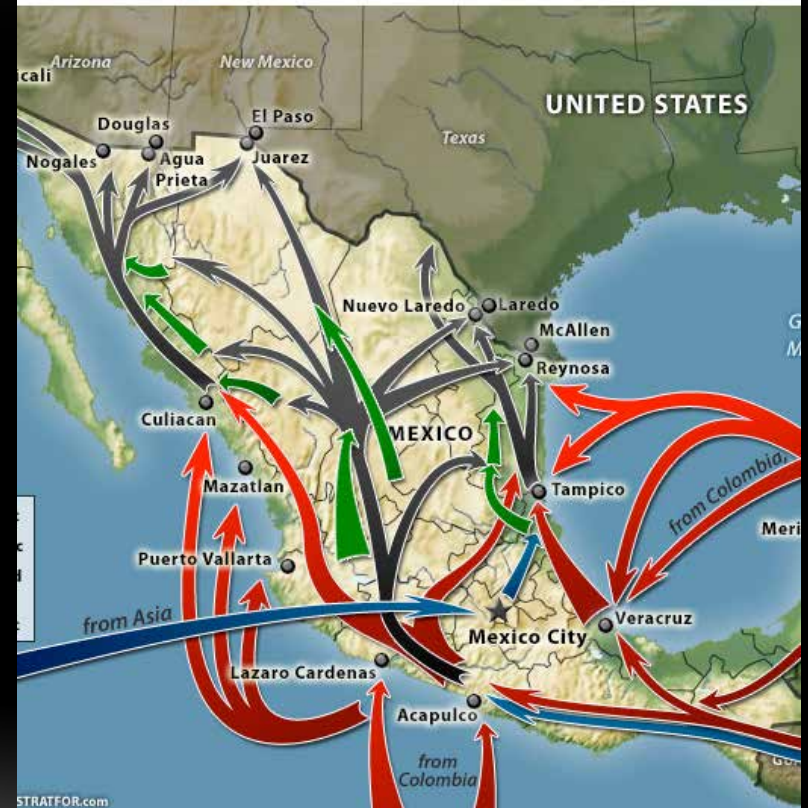 Arizona
New Mexico
icali
UNITED STATES
Douglas
El Paso
Texas
Nogales
Agua
Prieta
Juarez
Nuevo Laredo
Laredo
G
M
McAllen
Reynosa
Culiacan
MEXICO
Mazatlan
Tampico
from Colombia,
Meri
c
d
Puerto Vallarta
from Asia
Veracruz
Mexico City
Lazaro Cardenas
Acapulco
from
Colombia
STRATFOR.com